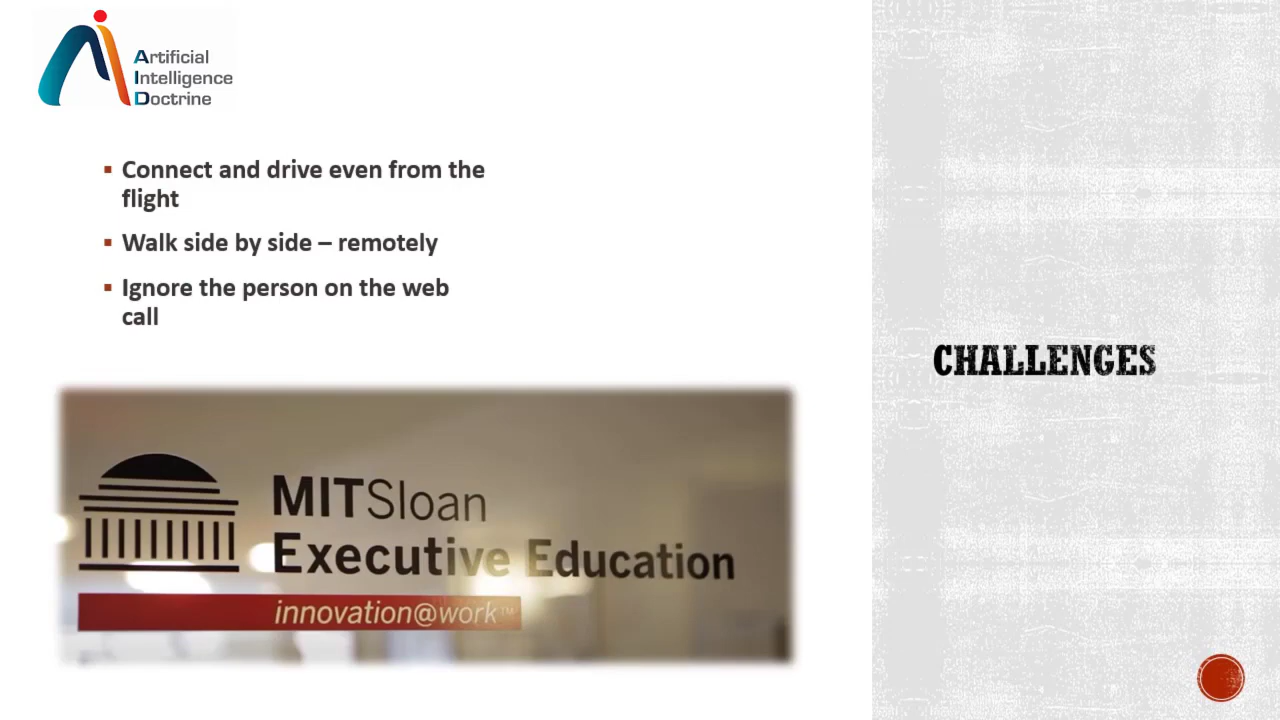 Artificial
Intelligence
Doctrine
▪ Connect and drive even from the
flight
▪ Walk side by side – remotely
▪ Ignore the person on the web
call
CHALLENGES
MITSloan
Executive Education
innovation@work™